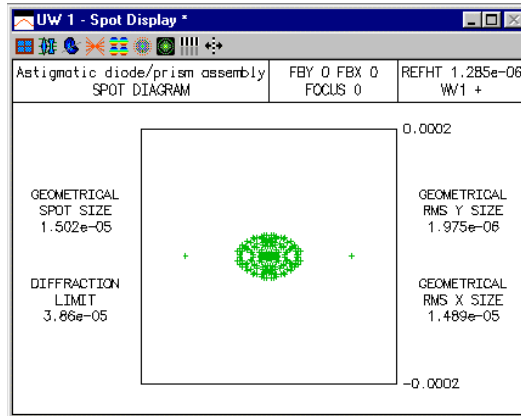 UW 1 - Spot Display *
Astigmatic diode/prism assembly
SPOT DIAGRAM
FBY 0 FBX 0
FOCUS 0
REFHT 1.285e-06
WV1 +
0.0002
GEOMETRICAL
SPOT SIZE
1.502e-05
DIFFRACTION
LIMIT
3.86e-05
GEOMETRICAL
RMS Y SIZE
1.975e-06
GEOMETRICAL
RMS X SIZE
1.489e-05
-0.0002